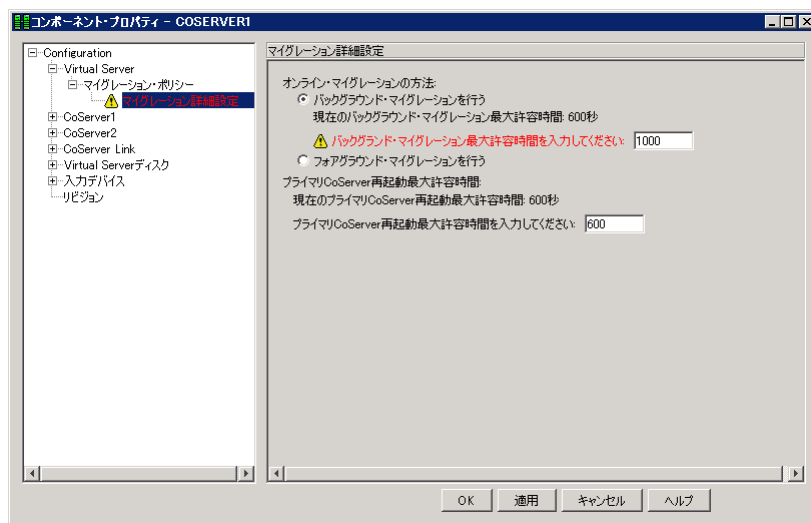 コンポーネント・プロパティ - COSERVER1
Configuration
Virtual Server
マイグレーション・ポリシー
マイグレーション詳細設定
CoServer1
CoServer2
CoServer Link
Virtual Serverディスク
入力デバイス
リビジョン
マイグレーション詳細設定
オンライン・マイグレーションの方法:
バックグラウンド・マイグレーションを行う
現在のバックグラウンド・マイグレーション最大許容時間: 600秒
バックグランド・マイグレーション最大許容時間を入力してください: 1000
フォアグラウンド・マイグレーションを行う
プライマリCoServer再起動最大許容時間:
現在のプライマリCoServer再起動最大許容時間: 600秒
プライマリCoServer再起動最大許容時間を入力してください: 600
OK 適用 キャンセル ヘルプ